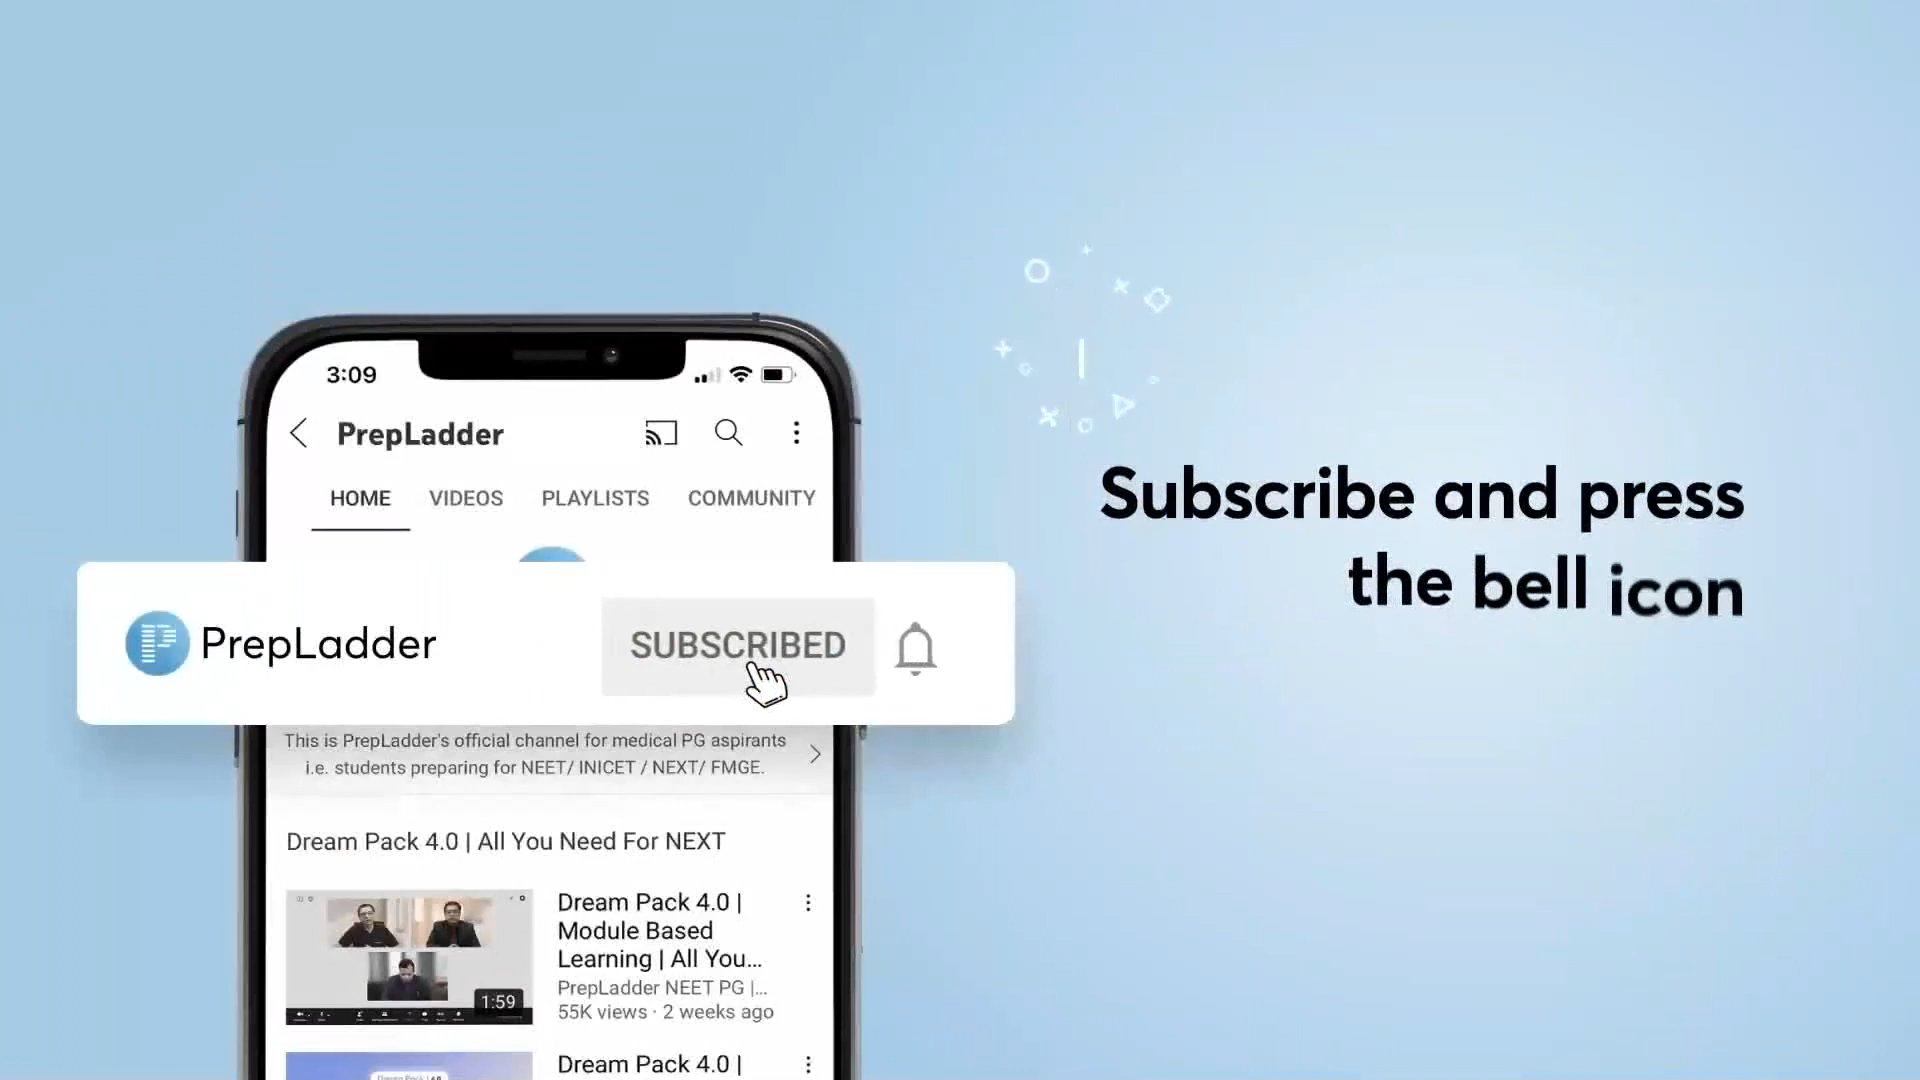 3:09
PrepLadder
HOME VIDEOS PLAYLISTS COMMUNITY
PrepLadder SUBSCRIBED
This is PrepLadder's official channel for medical PG aspirants
i.e. students preparing for NEET/ INICET / NEXT/ FMGE.
Dream Pack 4.0 | All You Need For NEXT
1:59
Dream Pack 4.0 |
Module Based
Learning | All You...
PrepLadder NEET PG |...
55K views · 2 weeks ago
Dream Pack 4.0 |
Subscribe and press
the bell icon